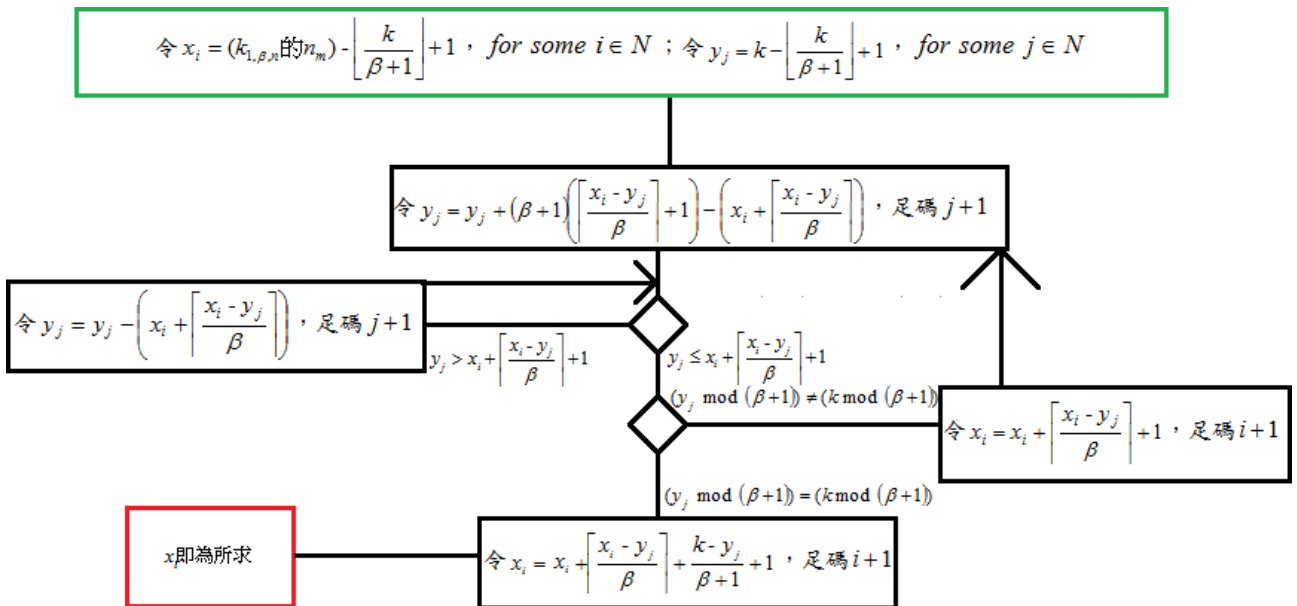 令 x_i = (k_{1,β,n}的n_m) - ⌊k/(β+1)⌋ + 1，for some i ∈ N；令 y_j = k - ⌊k/(β+1)⌋ + 1，for some j ∈ N
令 y_j = y_j + (β+1)(⌈(x_i - y_j)/β⌉ + 1) - (x_i + ⌈(x_i - y_j)/β⌉)，足碼 j+1
令 y_j = y_j - (x_i + ⌈(x_i - y_j)/β⌉)，足碼 j+1
y_j > x_i + ⌈(x_i - y_j)/β⌉ + 1
y_j ≤ x_i + ⌈(x_i - y_j)/β⌉ + 1
(y_j mod (β+1)) ≠ (k mod (β+1))
令 x_i = x_i + ⌈(x_i - y_j)/β⌉ + 1，足碼 i+1
(y_j mod (β+1)) = (k mod (β+1))
令 x_i = x_i + ⌈(x_i - y_j)/β⌉ + (k - y_j)/(β+1) + 1，足碼 i+1
x_i即為所求